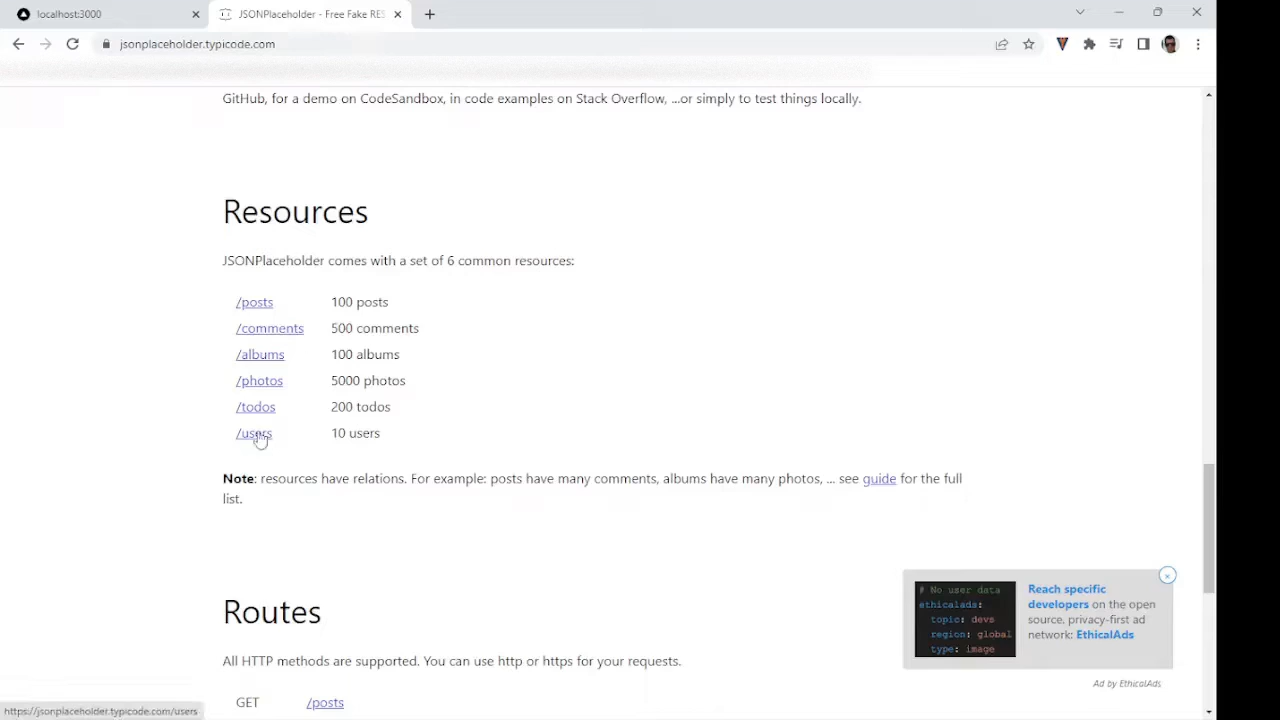 localhost:3000
JSONPlaceholder - Free Fake RES
jsonplaceholder.typicode.com
GitHub, for a demo on CodeSandbox, in code examples on Stack Overflow, ...or simply to test things locally.
Resources
JSONPlaceholder comes with a set of 6 common resources:
/posts 100 posts
/comments 500 comments
/albums 100 albums
/photos 5000 photos
/todos 200 todos
/users 10 users
Note: resources have relations. For example: posts have many comments, albums have many photos, ... see guide for the full
list.
Routes
All HTTP methods are supported. You can use http or https for your requests.
GET /posts
# No user data
ethicalads:
topic: devs
region: global
type: image
Reach specific
developers on the open
source, privacy-first ad
network: EthicalAds
Ad by EthicalAds
https://jsonplaceholder.typicode.com/users